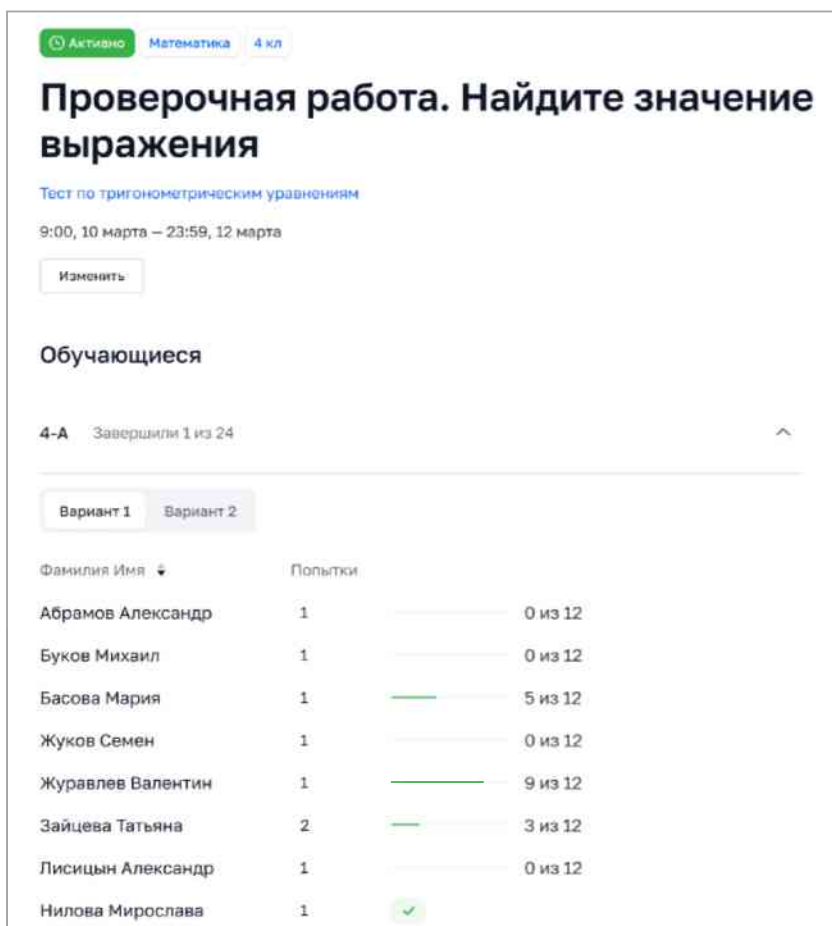 Активно Математика 4 кл
Проверочная работа. Найдите значение
выражения
Тест по тригонометрическим уравнениям
9:00, 10 марта — 23:59, 12 марта
Изменить
Обучающиеся
4-А Завершили 1 из 24
Вариант 1 Вариант 2
Фамилия Имя Попытки
Абрамов Александр 1 0 из 12
Буков Михаил 1 0 из 12
Басова Мария 1 5 из 12
Жуков Семен 1 0 из 12
Журавлев Валентин 1 9 из 12
Зайцева Татьяна 2 3 из 12
Лисицын Александр 1 0 из 12
Нилова Мирослава 1